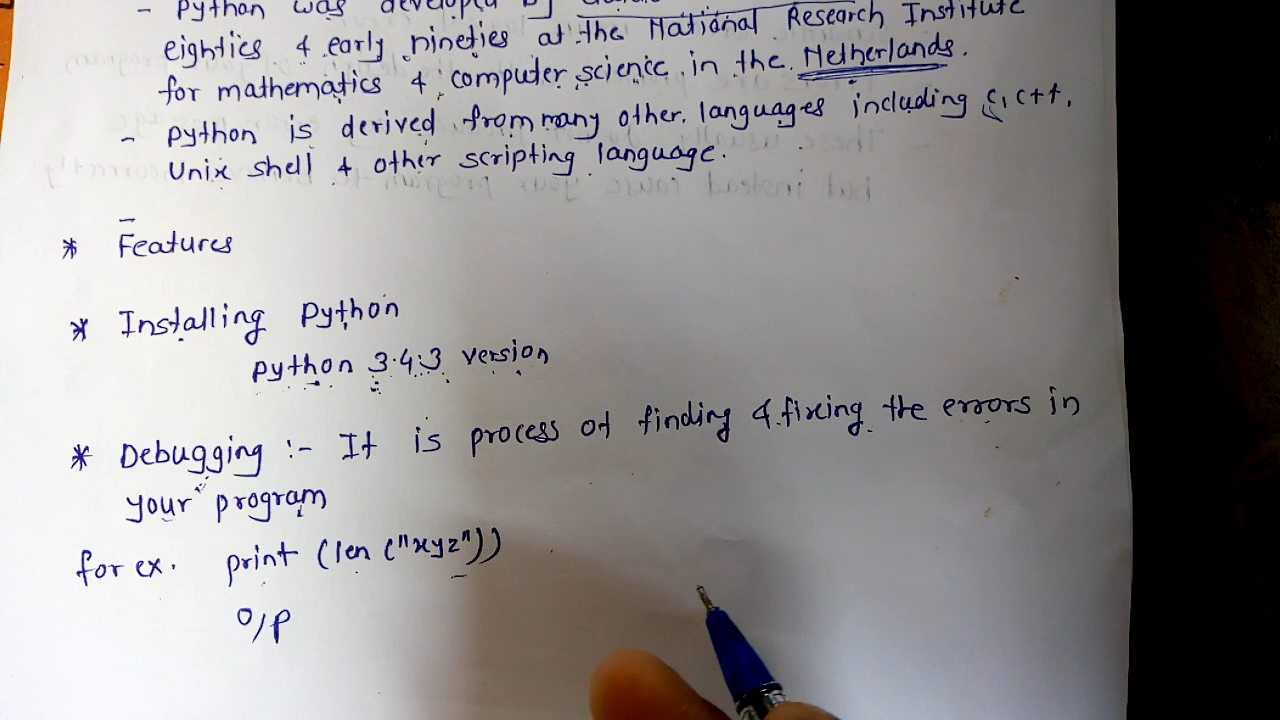 - Python was developed by
eighties & early nineties at the National Research Institute
for mathematics & computer science in the Netherlands.
- Python is derived from many other languages including C, C++,
Unix shell & other scripting language.
* Features
* Installing Python
Python 3.4.3 version
* Debugging :- It is process of finding & fixing the errors in
your program
for ex. print (len ("xyz"))
O/P